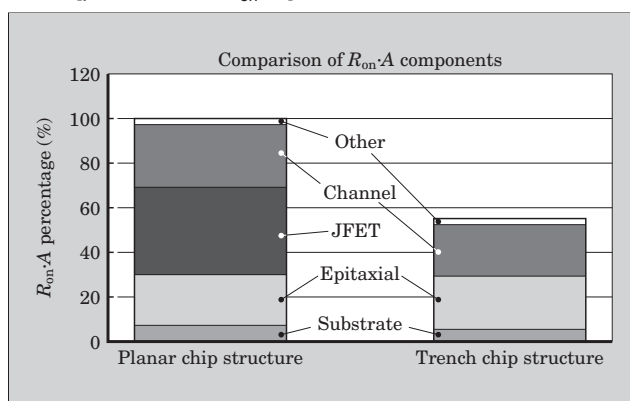 Comparison of Ron·A components
Ron·A percentage (%)
120
100
80
60
40
20
0
Other
Channel
JFET
Epitaxial
Substrate
Planar chip structure
Trench chip structure